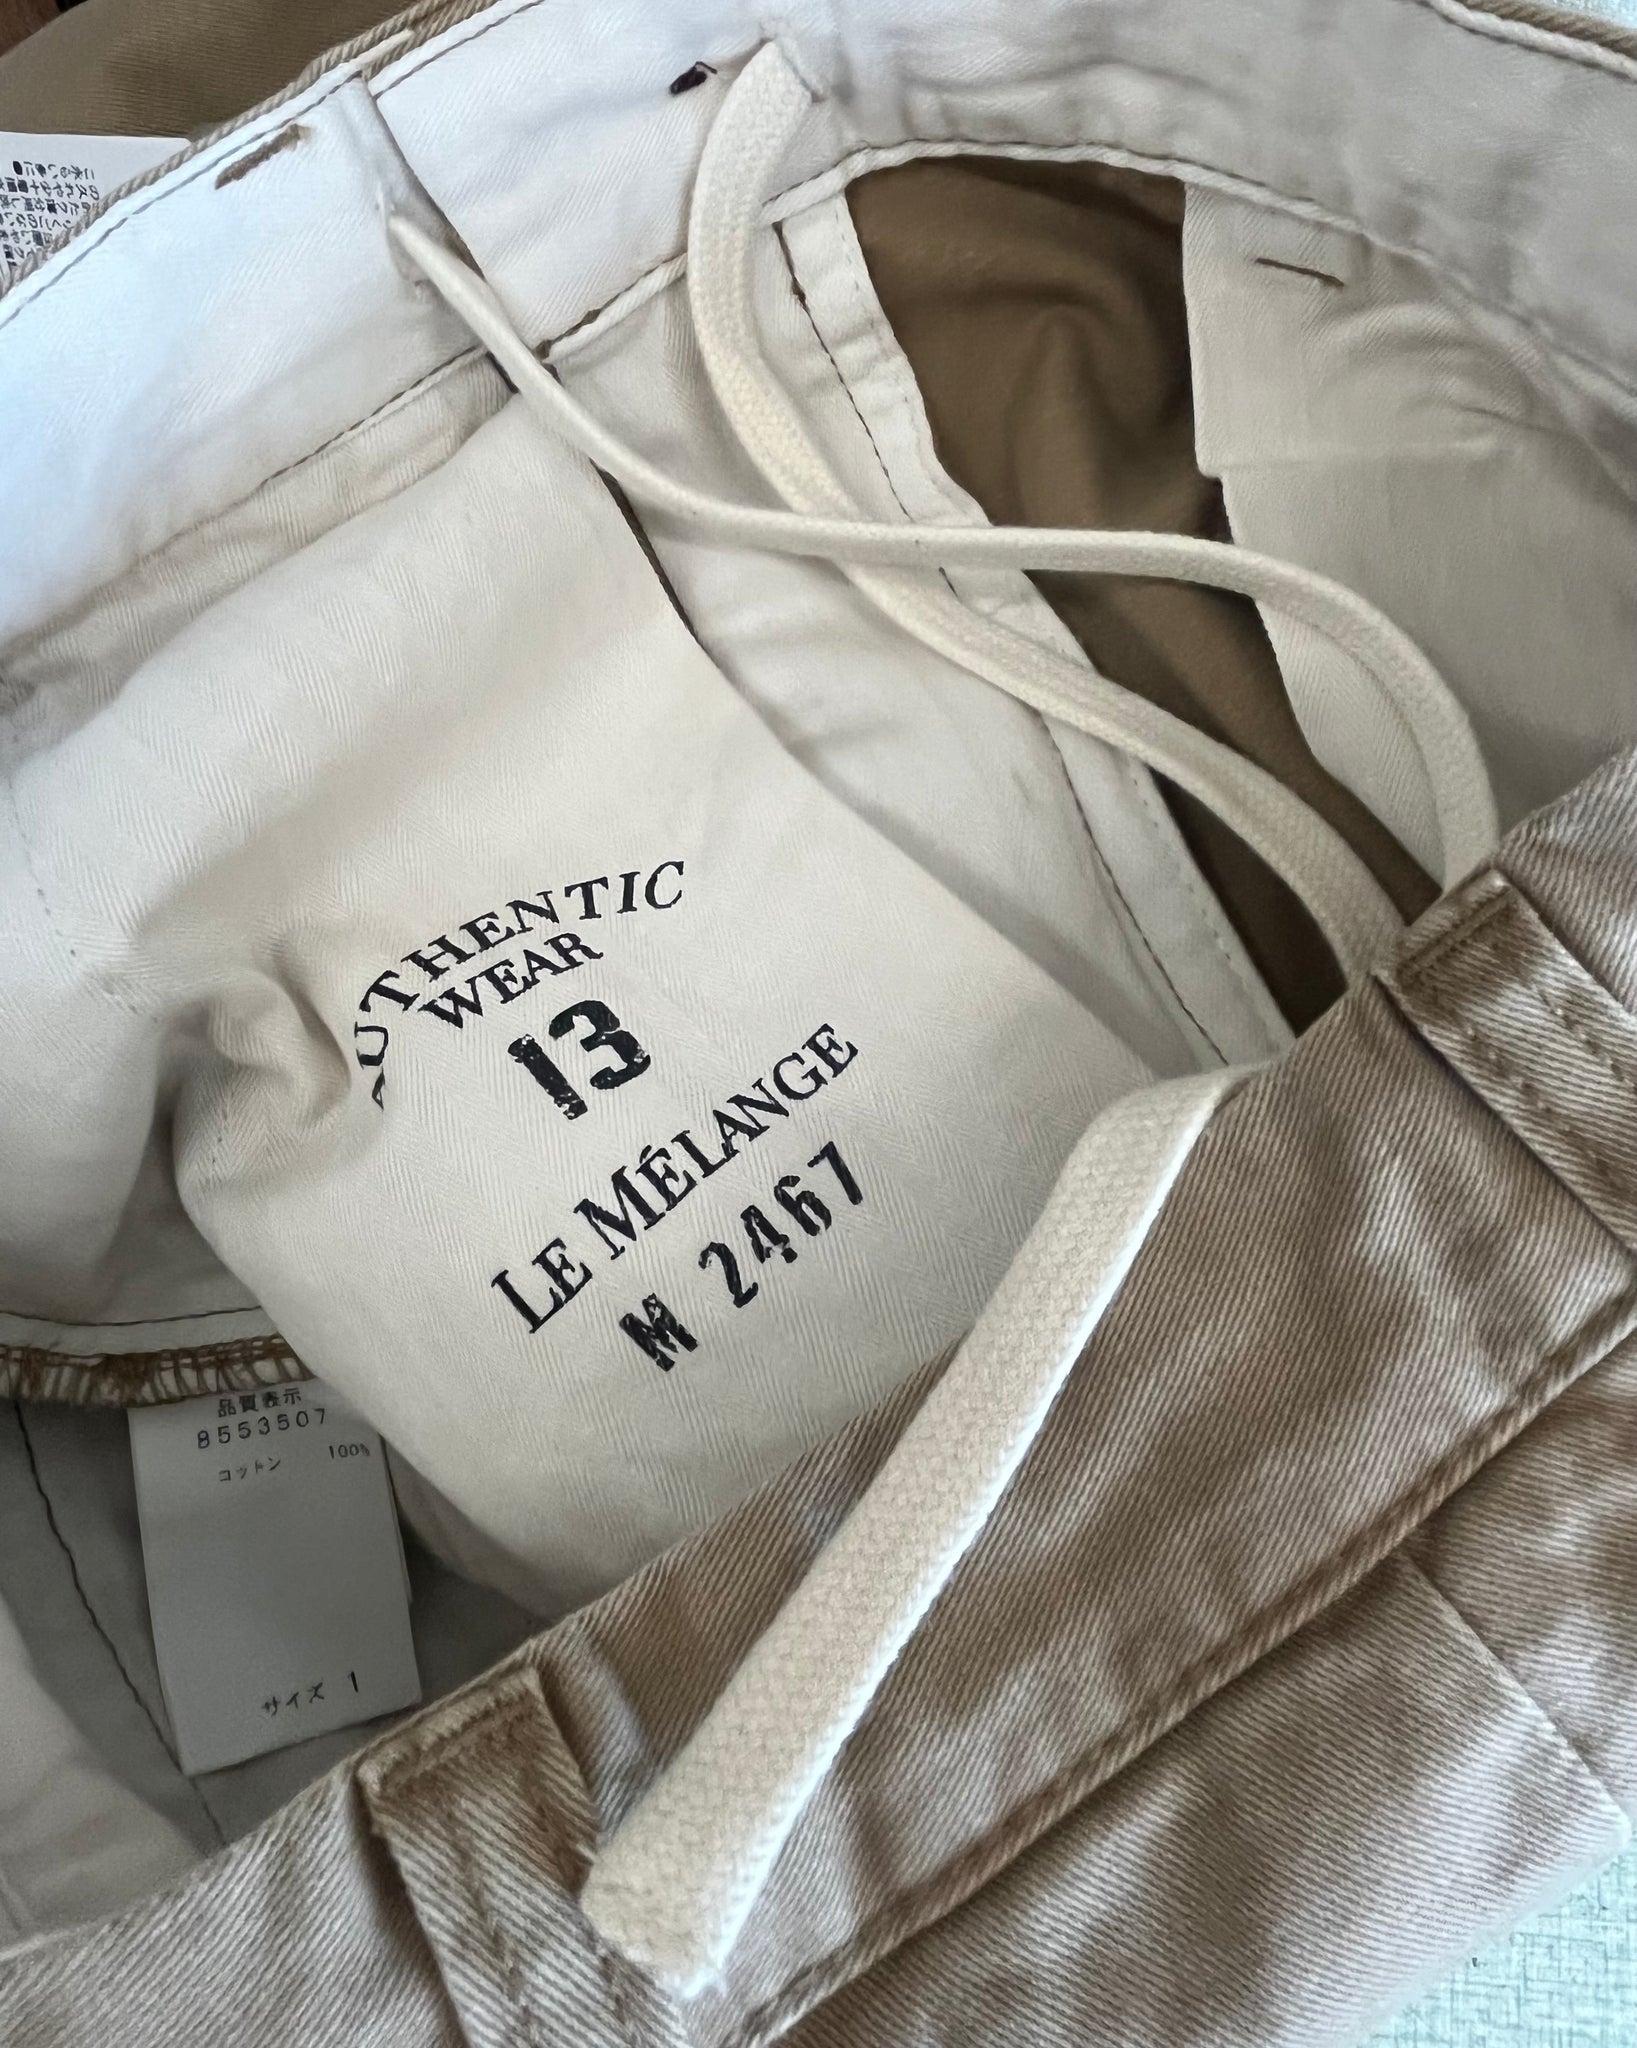 AUTHENTIC
WEAR
13
LE MÉLANGE
M 2467
品質表示
8553507
コットン 100%
サイズ 1